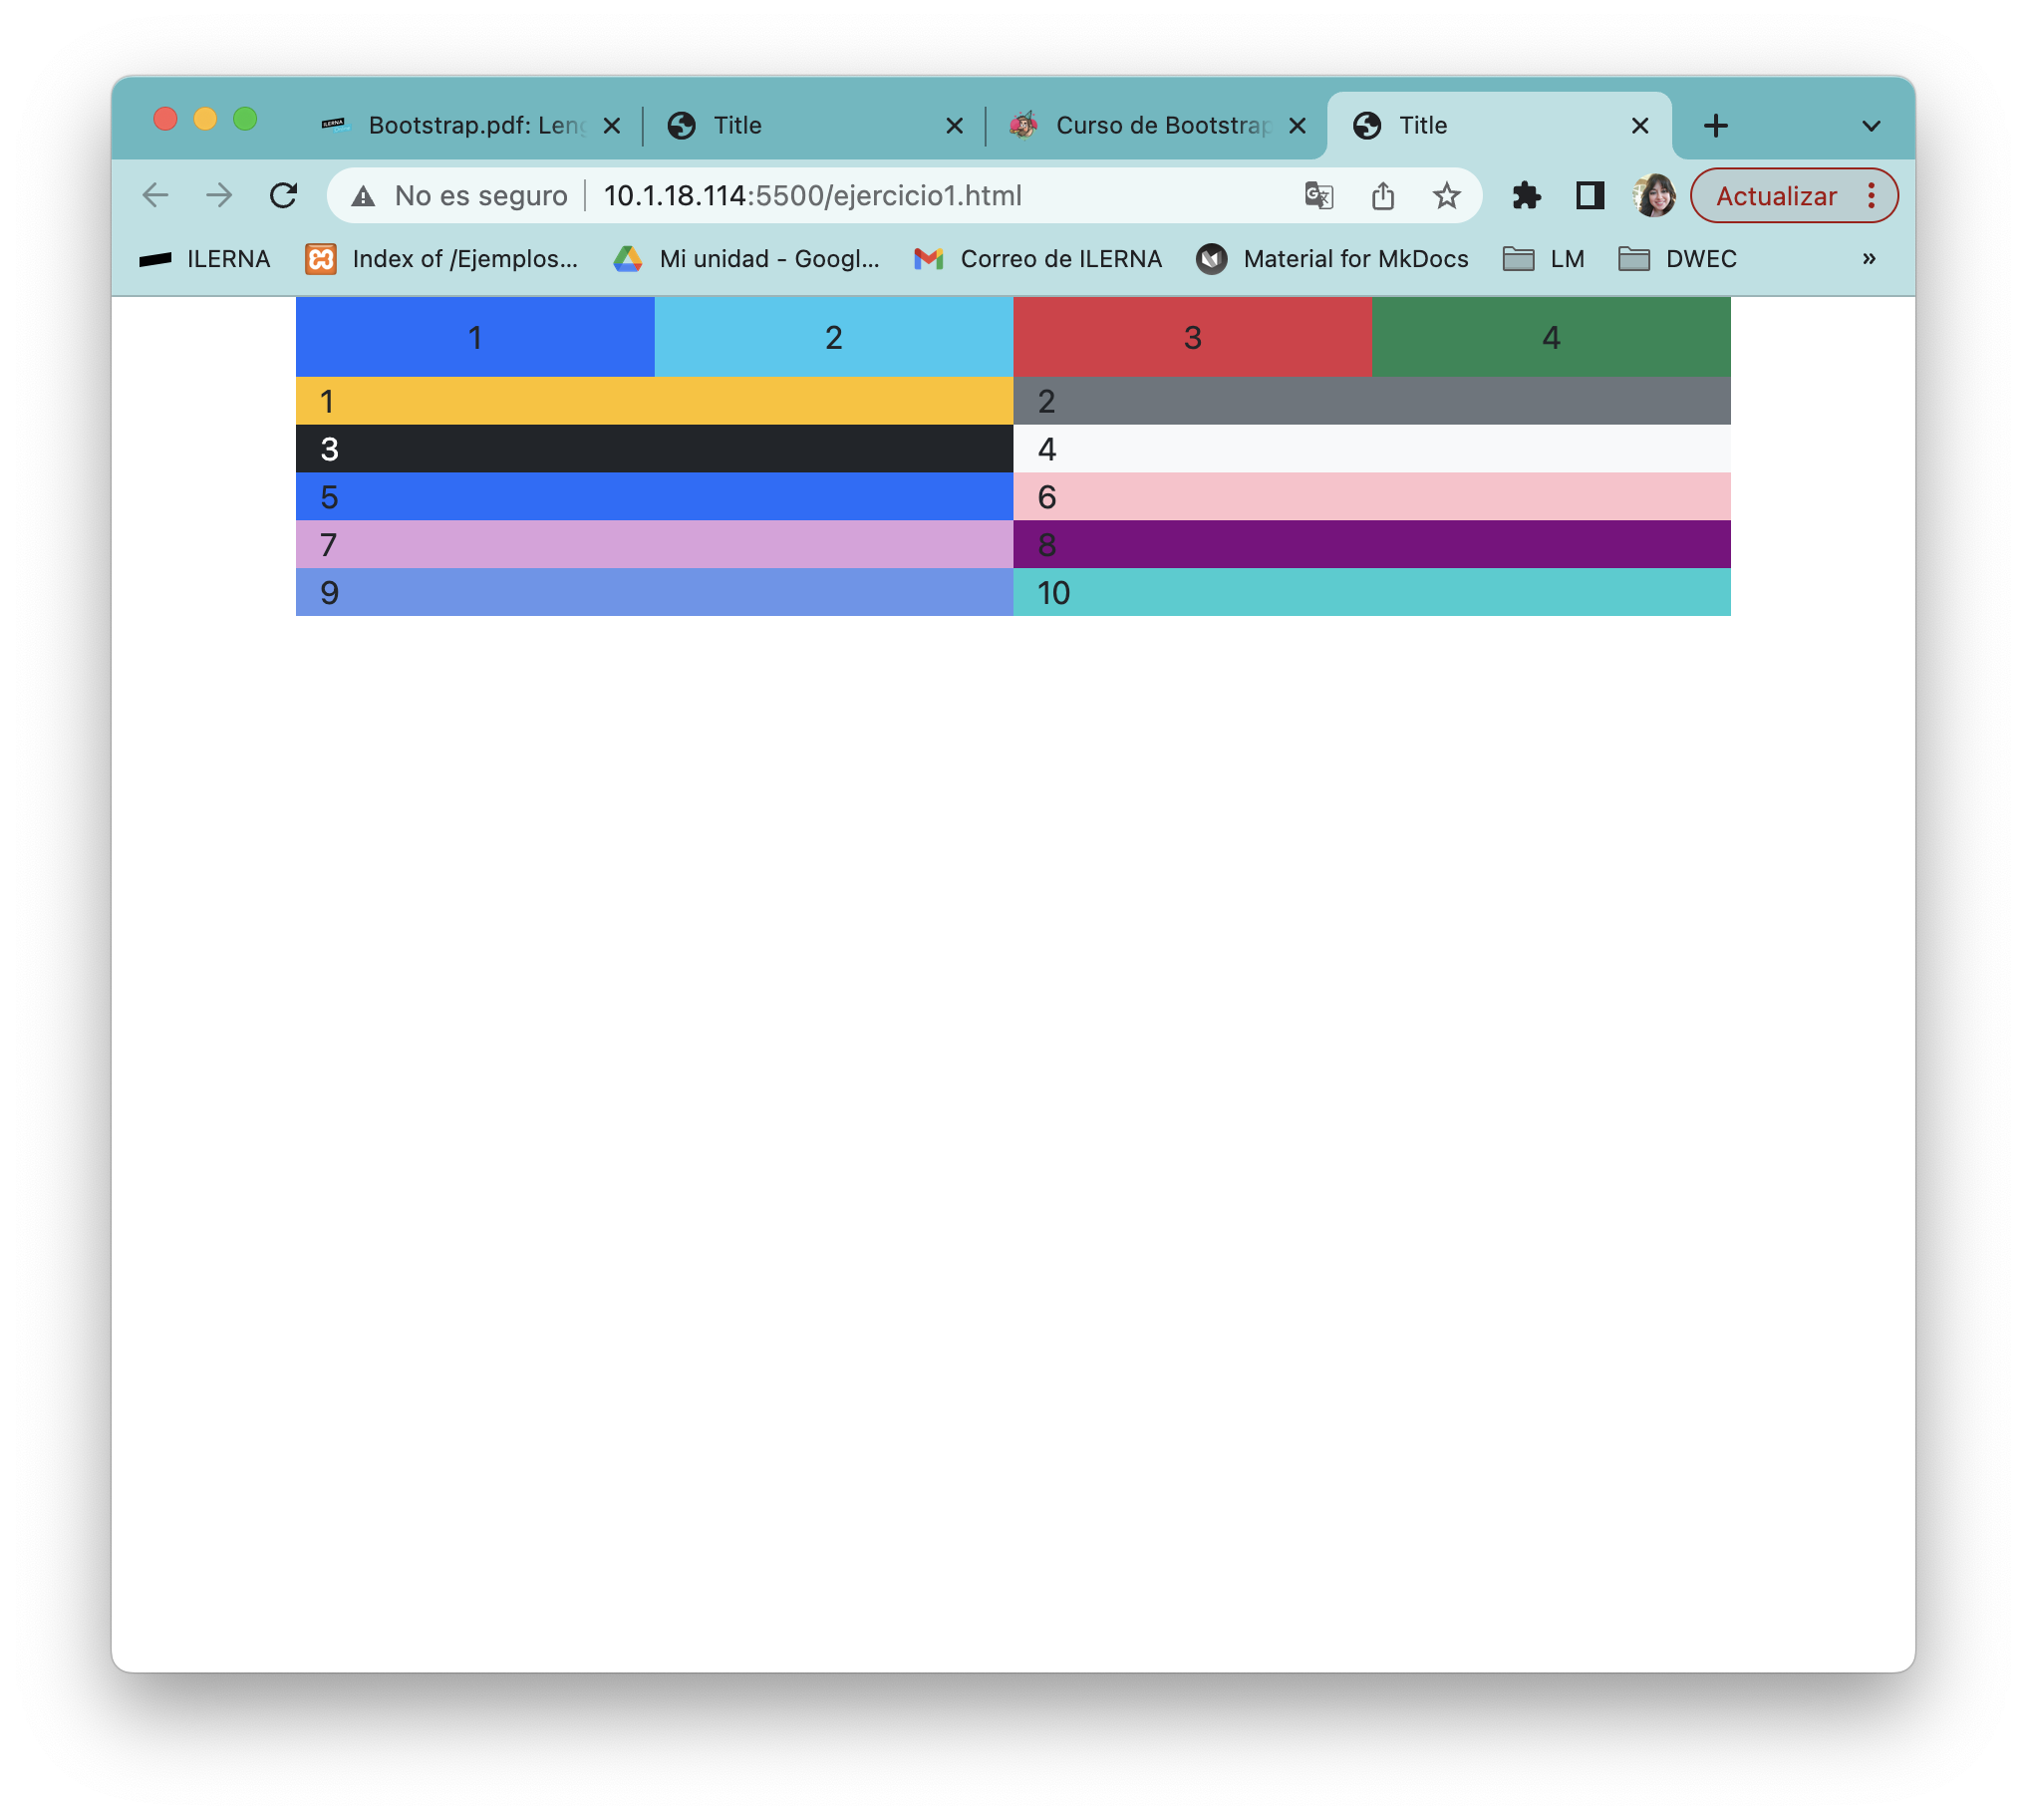 Bootstrap.pdf: Leng
Title
Curso de Bootstrap
Title
No es seguro
10.1.18.114:5500/ejercicio1.html
Actualizar
ILERNA
Index of /Ejemplos...
Mi unidad - Googl...
Correo de ILERNA
Material for MkDocs
LM
DWEC
»
1
2
3
4
1
2
3
4
5
6
7
8
9
10